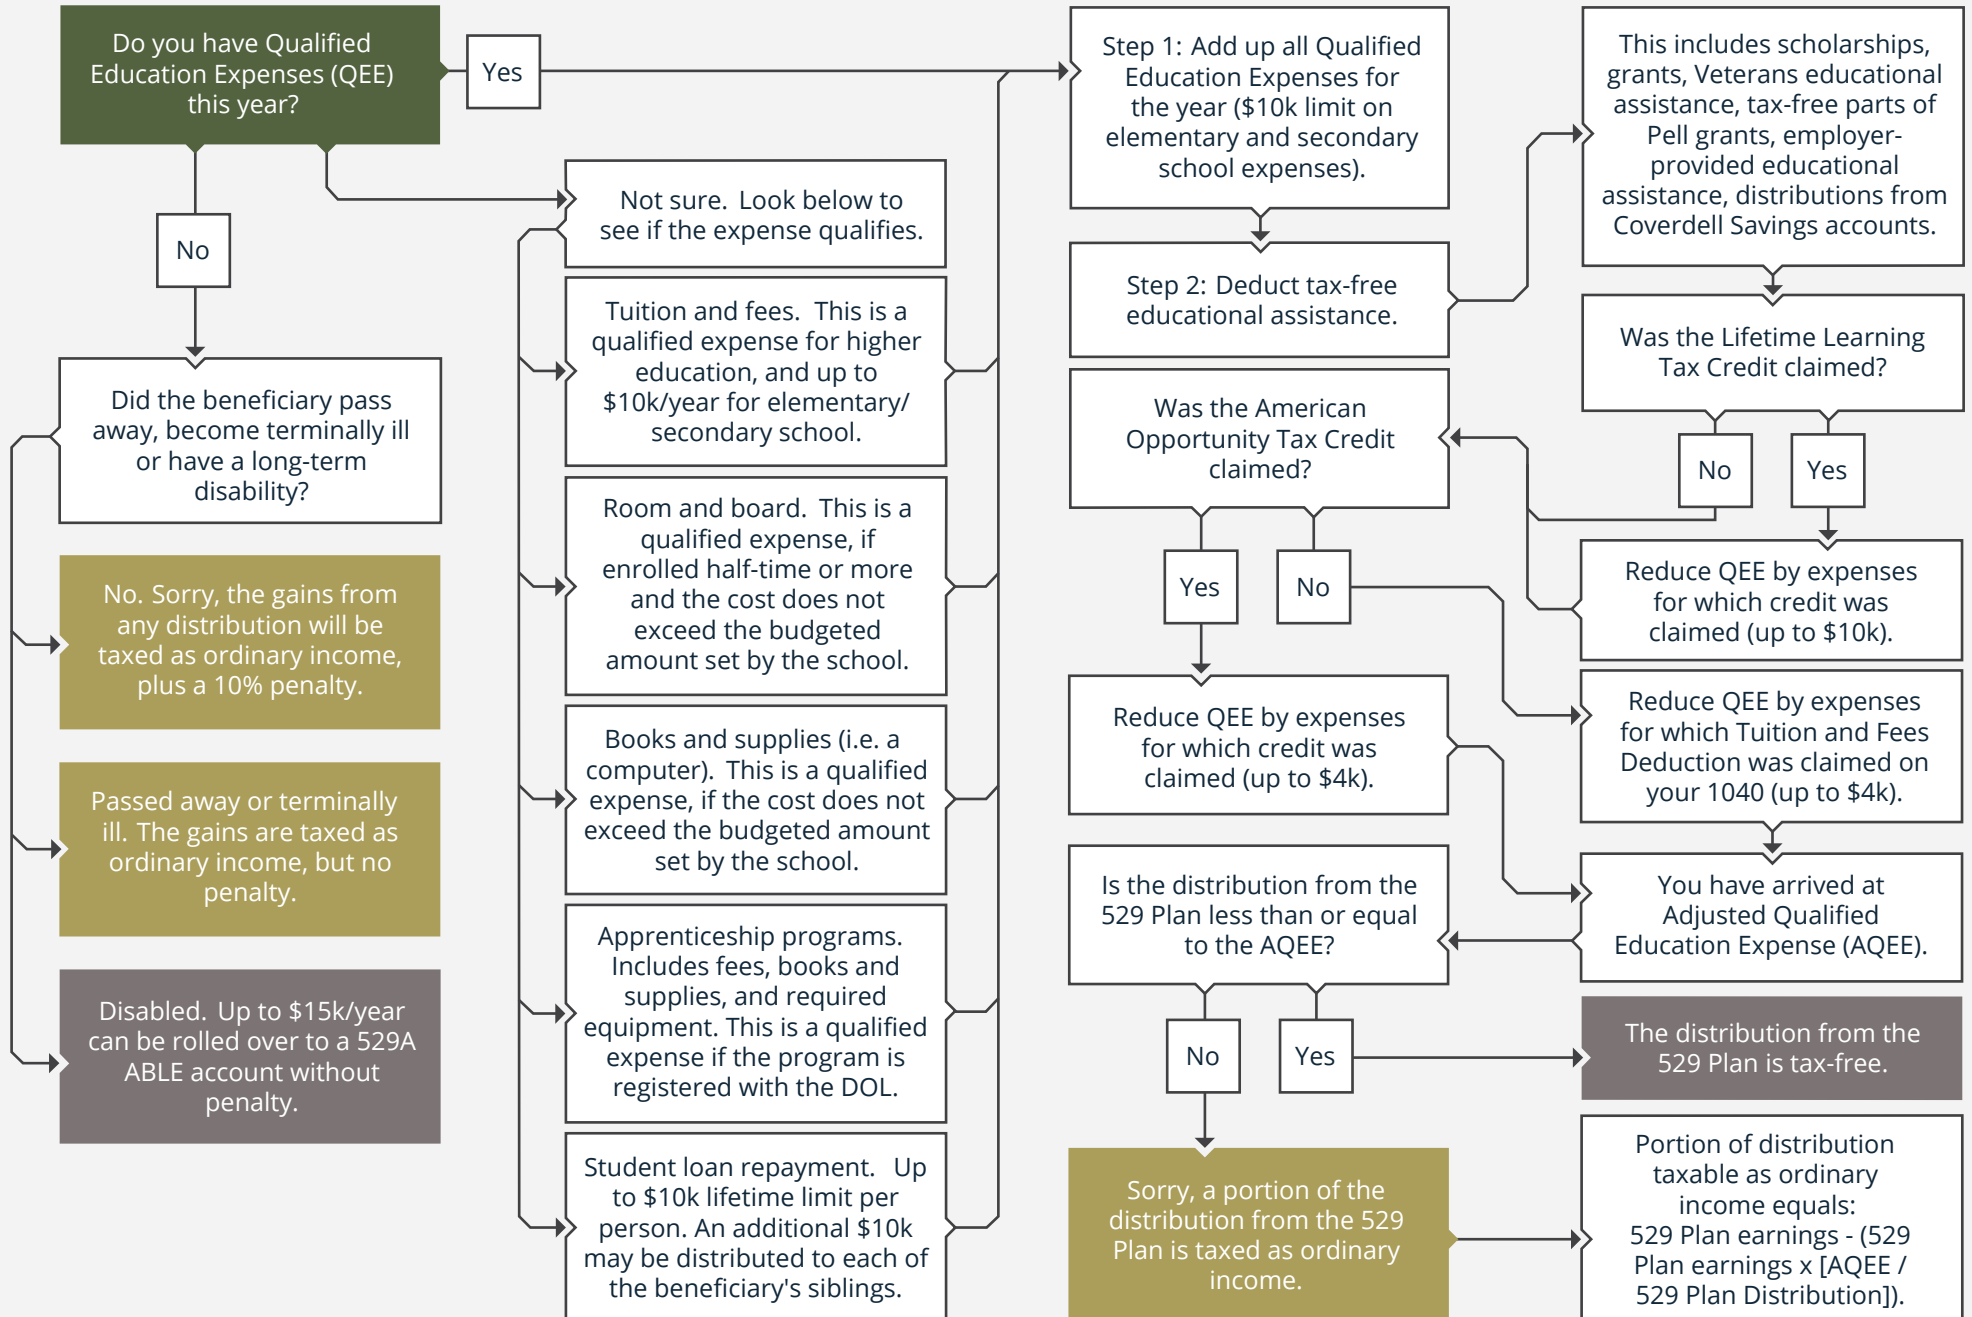 Do you have Qualified
Education Expenses (QEE)
this year?
Yes
No
Did the beneficiary pass
away, become terminally ill
or have a long-term
disability?
No. Sorry, the gains from
any distribution will be
taxed as ordinary income,
plus a 10% penalty.
Passed away or terminally
ill. The gains are taxed as
ordinary income, but no
penalty.
Disabled. Up to $15k/year
can be rolled over to a 529A
ABLE account without
penalty.
Not sure. Look below to
see if the expense qualifies.
Tuition and fees. This is a
qualified expense for higher
education, and up to
$10k/year for elementary/
secondary school.
Room and board. This is a
qualified expense, if
enrolled half-time or more
and the cost does not
exceed the budgeted
amount set by the school.
Books and supplies (i.e. a
computer). This is a qualified
expense, if the cost does not
exceed the budgeted amount
set by the school.
Apprenticeship programs.
Includes fees, books and
supplies, and required
equipment. This is a qualified
expense if the program is
registered with the DOL.
Student loan repayment. Up
to $10k lifetime limit per
person. An additional $10k
may be distributed to each of
the beneficiary's siblings.
Step 1: Add up all Qualified
Education Expenses for
the year ($10k limit on
elementary and secondary
school expenses).
Step 2: Deduct tax-free
educational assistance.
This includes scholarships,
grants, Veterans educational
assistance, tax-free parts of
Pell grants, employer-
provided educational
assistance, distributions from
Coverdell Savings accounts.
Was the Lifetime Learning
Tax Credit claimed?
No
Yes
Reduce QEE by expenses
for which credit was
claimed (up to $10k).
Was the American
Opportunity Tax Credit
claimed?
Yes
No
Reduce QEE by expenses
for which credit was
claimed (up to $4k).
Reduce QEE by expenses
for which Tuition and Fees
Deduction was claimed on
your 1040 (up to $4k).
You have arrived at
Adjusted Qualified
Education Expense (AQEE).
Is the distribution from the
529 Plan less than or equal
to the AQEE?
No
Yes
The distribution from the
529 Plan is tax-free.
Sorry, a portion of the
distribution from the 529
Plan is taxed as ordinary
income.
Portion of distribution
taxable as ordinary
income equals:
529 Plan earnings - (529
Plan earnings x [AQEE /
529 Plan Distribution]).